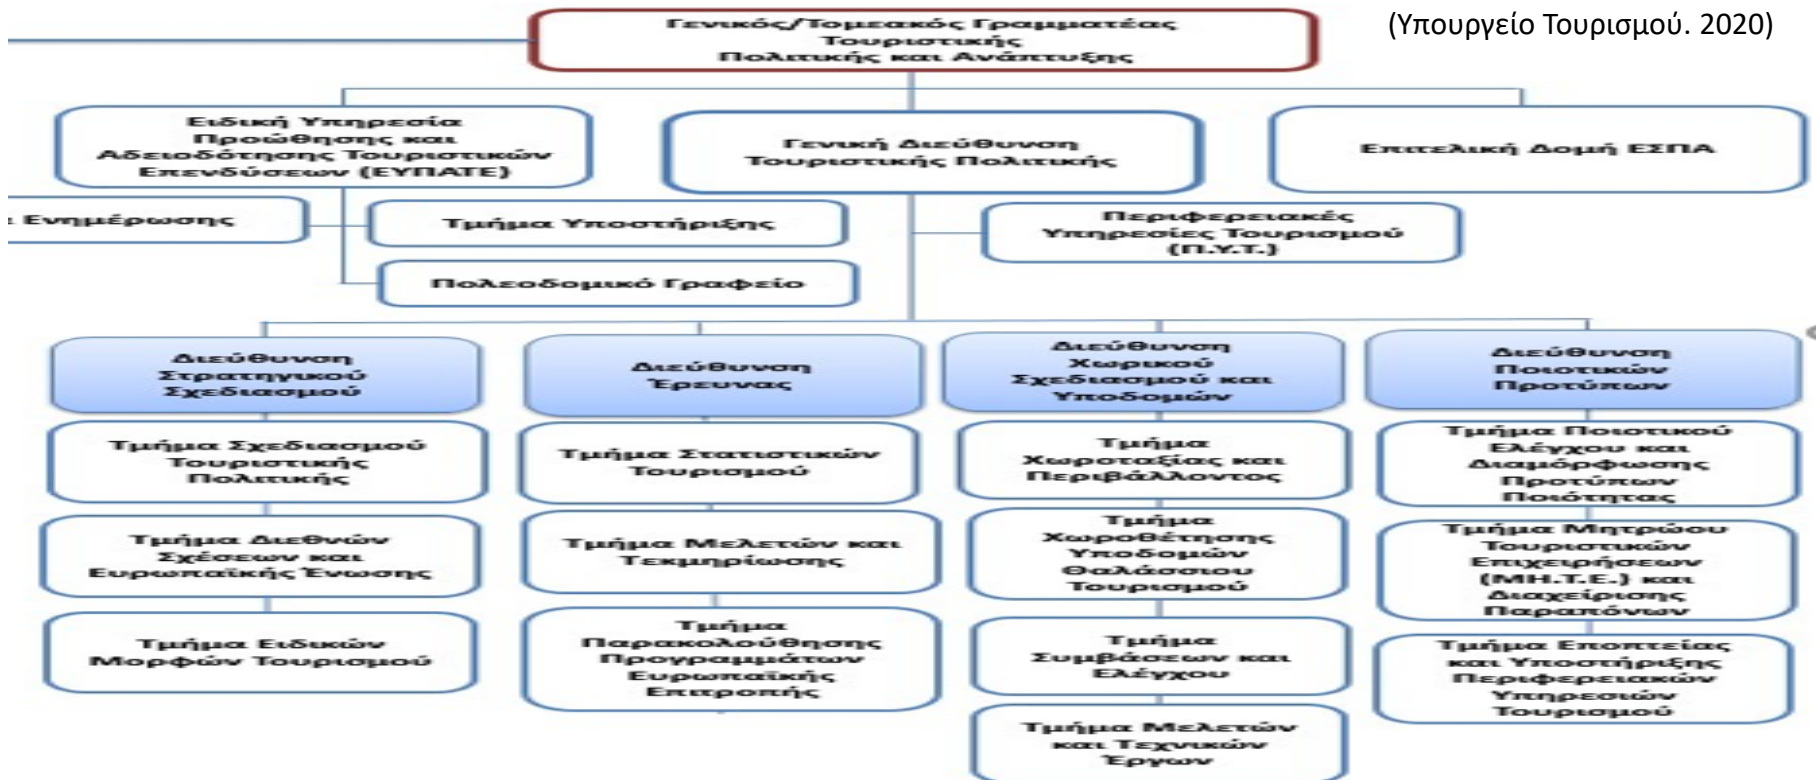 Γενικός/Τομεακός Γραμματέας
Τουριστικής
Πολιτικής και Ανάπτυξης
(Υπουργείο Τουρισμού. 2020)
Ειδική Υπηρεσία
Προώθησης και
Αδειοδότησης Τουριστικών
Επενδύσεων (ΕΥΠΑΤΕ)
Γενική Διεύθυνση
Τουριστικής Πολιτικής
Επιτελική Δομή ΕΣΠΑ
Ενημέρωσης
Τμήμα Υποστήριξης
Πολεοδομικό Γραφείο
Περιφερειακές
Υπηρεσίες Τουρισμού
(Π.Υ.Τ.)
Διεύθυνση
Στρατηγικού
Σχεδιασμού
Τμήμα Σχεδιασμού
Τουριστικής
Πολιτικής
Τμήμα Διεθνών
Σχέσεων και
Ευρωπαϊκής Ένωσης
Τμήμα Ειδικών
Μορφών Τουρισμού
Διεύθυνση
Έρευνας
Τμήμα Στατιστικών
Τουρισμού
Τμήμα Μελετών και
Τεκμηρίωσης
Τμήμα
Παρακολούθησης
Προγραμμάτων
Ευρωπαϊκής
Επιτροπής
Διεύθυνση
Χωρικού
Σχεδιασμού και
Υποδομών
Τμήμα
Χωροταξίας και
Περιβάλλοντος
Τμήμα
Χωροθέτησης
Υποδομών
Θαλάσσιου
Τουρισμού
Τμήμα
Συμβάσεων και
Ελέγχου
Τμήμα Μελετών
και Τεχνικών
Έργων
Διεύθυνση
Ποιοτικών
Προτύπων
Τμήμα Ποιοτικού
Ελέγχου και
Διαμόρφωσης
Προτύπων
Ποιότητας
Τμήμα Μητρώου
Τουριστικών
Επιχειρήσεων
(ΜΗ.Τ.Ε.) και
Διαχείρισης
Παραπόνων
Τμήμα Εποπτείας
και Υποστήριξης
Περιφερειακών
Υπηρεσιών
Τουρισμού